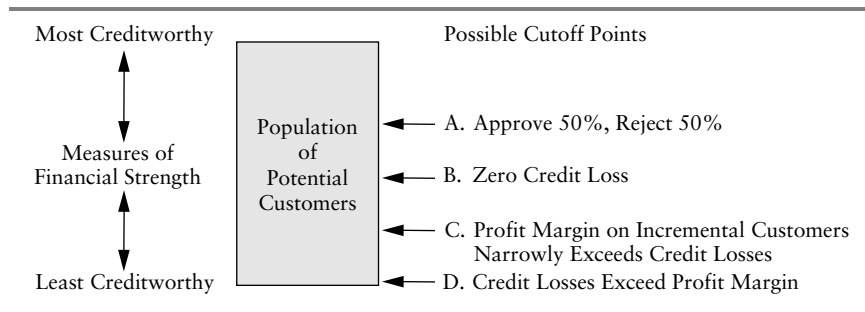 Most Creditworthy
Possible Cutoff Points
Population
of
Potential
Customers
A. Approve 50%, Reject 50%
Measures of
Financial Strength
B. Zero Credit Loss
C. Profit Margin on Incremental Customers
Narrowly Exceeds Credit Losses
Least Creditworthy
D. Credit Losses Exceed Profit Margin